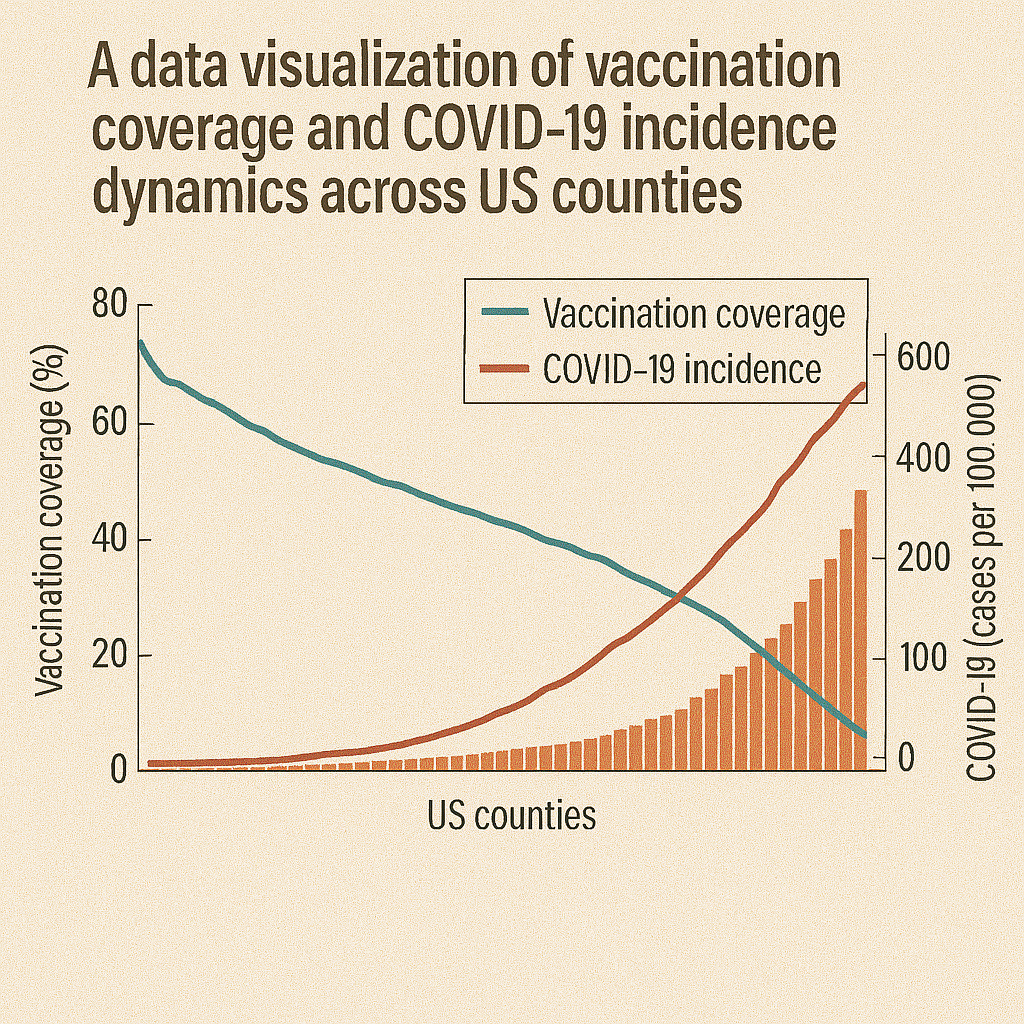 A data visualization of vaccination
coverage and COVID-19 incidence
dynamics across US counties
Vaccination coverage
COVID-19 incidence
Vaccination coverage (%)
80
60
40
20
0
600
400
200
100
0
COVID-19 (cases per 100.000)
US counties